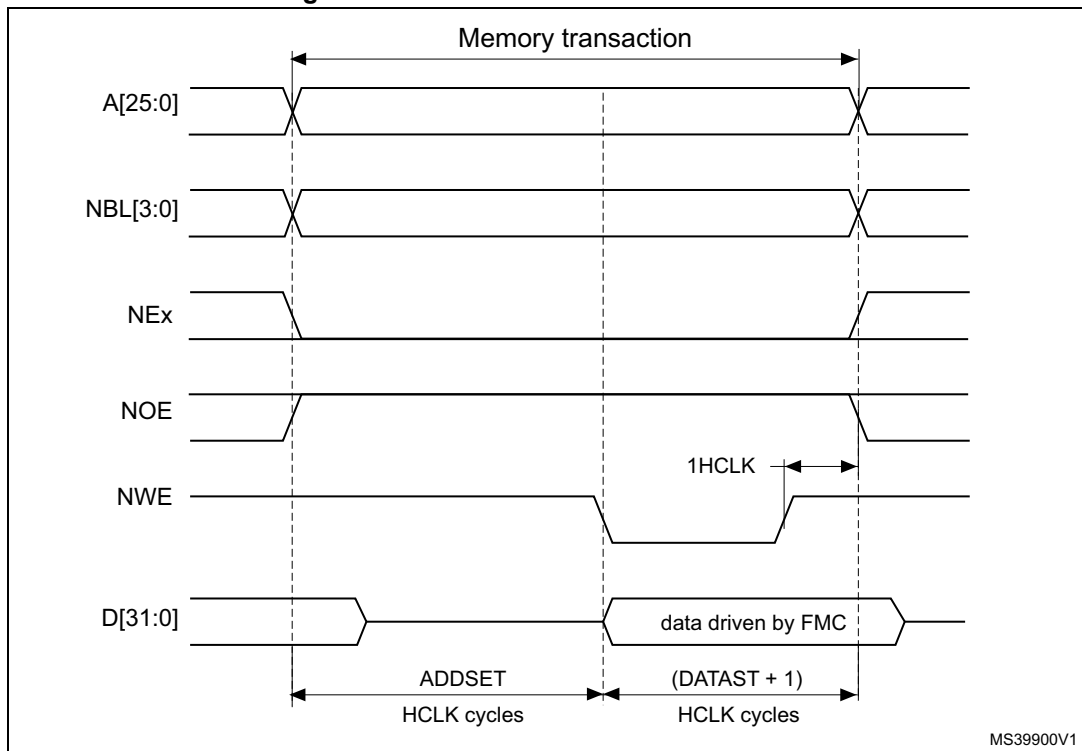 Memory transaction
A[25:0]
NBL[3:0]
NEx
NOE
1HCLK
NWE
D[31:0]
data driven by FMC
ADDSET
(DATAST + 1)
HCLK cycles
HCLK cycles
MS39900V1